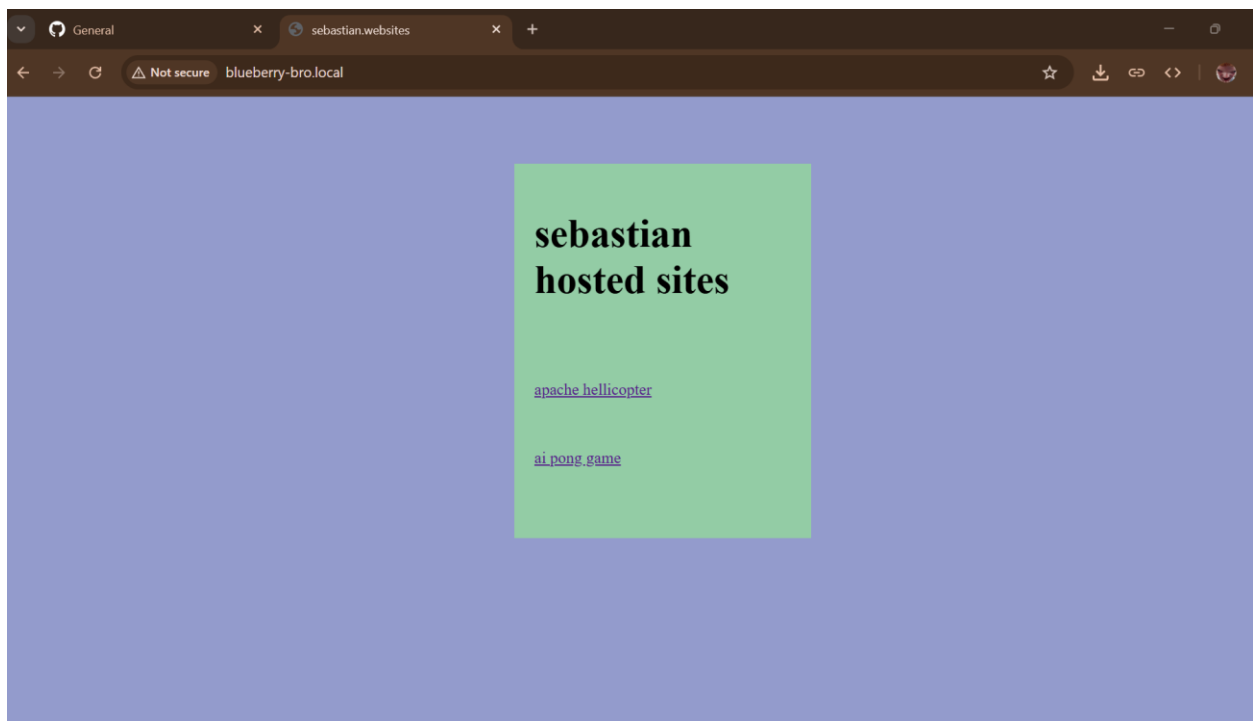 General
sebastian.websites
Not secure blueberry-bro.local
sebastian
hosted sites
apache hellicopter
ai pong game